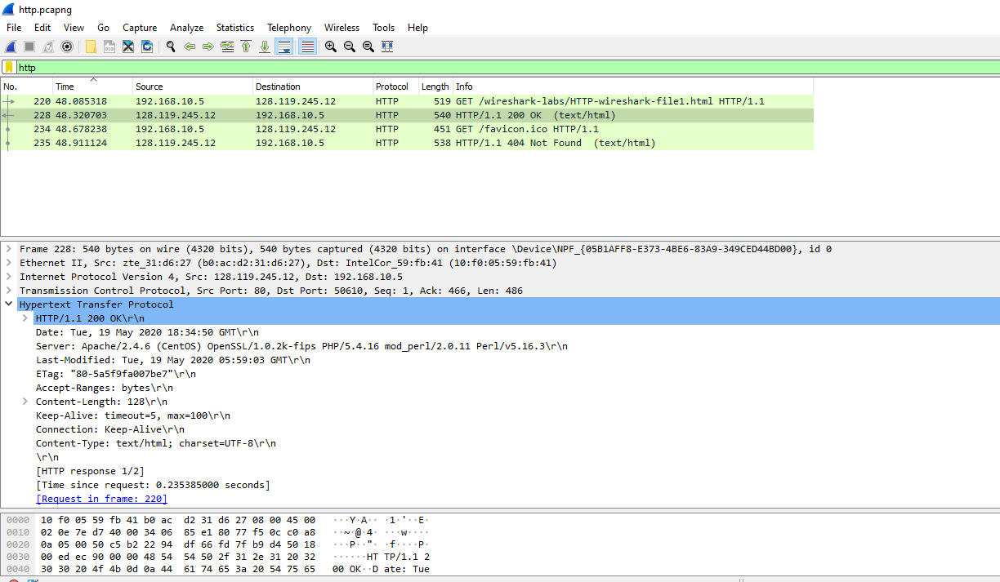 http.pcapng
File Edit View Go Capture Analyze Statistics Telephony Wireless Tools Help
http
No. Time Source Destination Protocol Length Info
220 48.085318 192.168.10.5 128.119.245.12 HTTP 519 GET /wireshark-labs/HTTP-wireshark-file1.html HTTP/1.1
228 48.320703 128.119.245.12 192.168.10.5 HTTP 540 HTTP/1.1 200 OK (text/html)
234 48.678238 192.168.10.5 128.119.245.12 HTTP 451 GET /favicon.ico HTTP/1.1
235 48.911124 128.119.245.12 192.168.10.5 HTTP 538 HTTP/1.1 404 Not Found (text/html)
Frame 228: 540 bytes on wire (4320 bits), 540 bytes captured (4320 bits) on interface \Device\NPF_{05B1AFF8-E373-4BE6-83A9-349CED44BD00}, id 0
Ethernet II, Src: zte_31:d6:27 (b0:ac:d2:31:d6:27), Dst: IntelCor_59:fb:41 (10:f0:05:59:fb:41)
Internet Protocol Version 4, Src: 128.119.245.12, Dst: 192.168.10.5
Transmission Control Protocol, Src Port: 80, Dst Port: 50610, Seq: 1, Ack: 466, Len: 486
Hypertext Transfer Protocol
HTTP/1.1 200 OK\r\n
Date: Tue, 19 May 2020 18:34:50 GMT\r\n
Server: Apache/2.4.6 (CentOS) OpenSSL/1.0.2k-fips PHP/5.4.16 mod_perl/2.0.11 Perl/v5.16.3\r\n
Last-Modified: Tue, 19 May 2020 05:59:03 GMT\r\n
ETag: "80-5a5f9fa007be7"\r\n
Accept-Ranges: bytes\r\n
Content-Length: 128\r\n
Keep-Alive: timeout=5, max=100\r\n
Connection: Keep-Alive\r\n
Content-Type: text/html; charset=UTF-8\r\n
\r\n
[HTTP response 1/2]
[Time since request: 0.235385000 seconds]
[Request in frame: 220]
0000 10 f0 05 59 fb 41 b0 ac d2 31 d6 27 08 00 45 00 ···Y·A·· ·1·'··E·
0010 02 0e 7e d7 40 00 34 06 85 e1 80 77 f5 0c c0 a8 ··~·@·4· ···w····
0020 0a 05 00 50 c5 b2 22 94 df 66 fd 7f b9 d4 50 18 ···P··"· ·f····P·
0030 00 ed ec 90 00 00 48 54 54 50 2f 31 2e 31 20 32 ······HT TP/1.1 2
0040 30 30 20 4f 4b 0d 0a 44 61 74 65 3a 20 54 75 65 00 OK··D ate: Tue